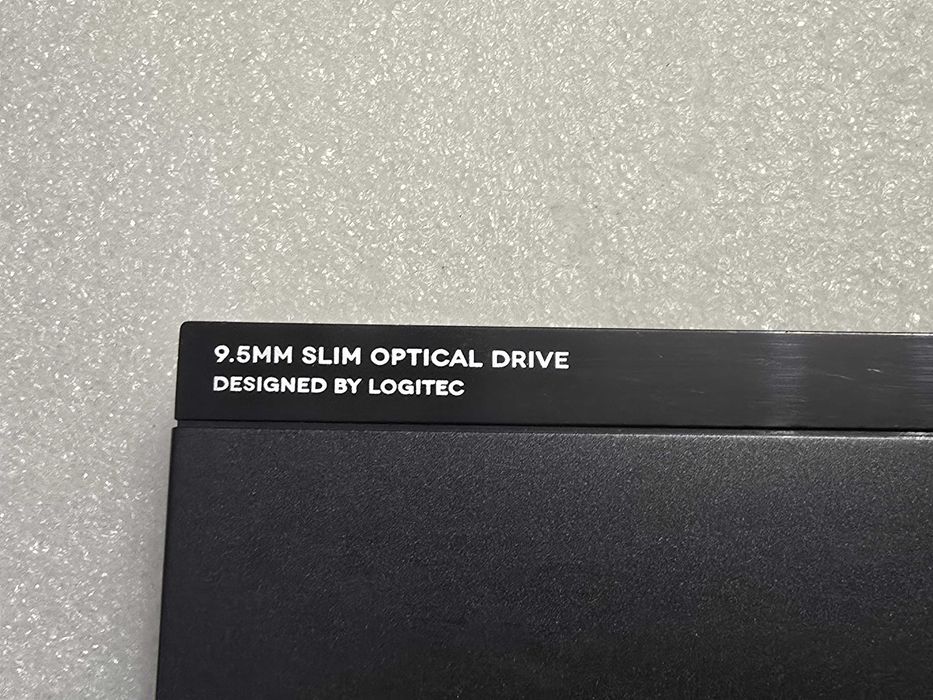 9.5MM SLIM OPTICAL DRIVE
DESIGNED BY LOGITEC